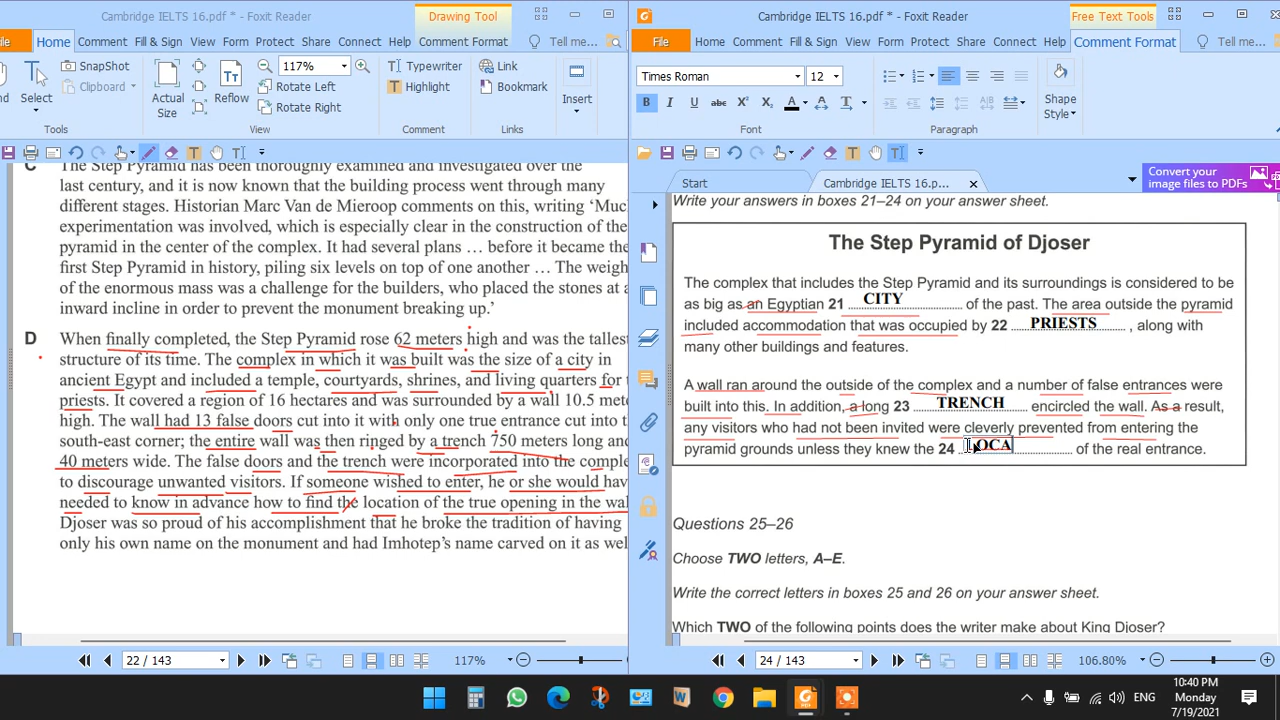 Cambridge IELTS 16.pdf * - Foxit Reader
Drawing Tool
File
Home
Comment
Fill & Sign
View
Form
Protect
Share
Connect
Help
Comment Format
Tell me...
SnapShot
Clipboard
Select
Actual Size
Reflow
117%
Rotate Left
Rotate Right
Typewriter
Highlight
Link
Bookmark
Insert
Tools
View
Comment
Links
C The Step Pyramid has been thoroughly examined and investigated over the
last century, and it is now known that the building process went through many
different stages. Historian Marc Van de Mieroop comments on this, writing ‘Much
experimentation was involved, which is especially clear in the construction of the
pyramid in the center of the complex. It had several plans … before it became the
first Step Pyramid in history, piling six levels on top of one another … The weight
of the enormous mass was a challenge for the builders, who placed the stones at a
inward incline in order to prevent the monument breaking up.’
D When finally completed, the Step Pyramid rose 62 meters high and was the tallest
structure of its time. The complex in which it was built was the size of a city in
ancient Egypt and included a temple, courtyards, shrines, and living quarters for t
priests. It covered a region of 16 hectares and was surrounded by a wall 10.5 mete
high. The wall had 13 false doors cut into it with only one true entrance cut into t
south-east corner; the entire wall was then ringed by a trench 750 meters long and
40 meters wide. The false doors and the trench were incorporated into the comple
to discourage unwanted visitors. If someone wished to enter, he or she would hav
needed to know in advance how to find the location of the true opening in the wal
Djoser was so proud of his accomplishment that he broke the tradition of having
only his own name on the monument and had Imhotep’s name carved on it as well
22 / 143
117%
Cambridge IELTS 16.pdf * - Foxit Reader
Free Text Tools
File
Home
Comment
Fill & Sign
View
Form
Protect
Share
Connect
Help
Comment Format
Tell me...
Times Roman
12
B I U abc X² X₂ A A T
Shape Style
Font
Paragraph
Start
Cambridge IELTS 16.p...
Convert your
image files to PDFs
Write your answers in boxes 21–24 on your answer sheet.
The Step Pyramid of Djoser
The complex that includes the Step Pyramid and its surroundings is considered to be
as big as an Egyptian 21 CITY of the past. The area outside the pyramid
included accommodation that was occupied by 22 PRIESTS , along with
many other buildings and features.
A wall ran around the outside of the complex and a number of false entrances were
built into this. In addition, a long 23 TRENCH encircled the wall. As a result,
any visitors who had not been invited were cleverly prevented from entering the
pyramid grounds unless they knew the 24 OCA of the real entrance.
Questions 25–26
Choose TWO letters, A–E.
Write the correct letters in boxes 25 and 26 on your answer sheet.
Which TWO of the following points does the writer make about King Djoser?
24 / 143
106.80%
ENG
10:40 PM
Monday
7/19/2021